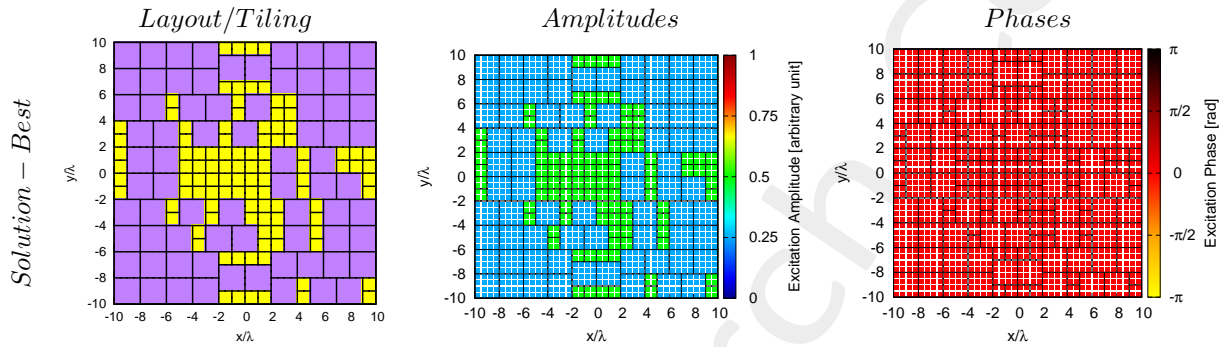 Layout/Tiling
Amplitudes
Phases
Solution − Best
10
8
6
4
2
0
-2
-4
-6
-8
-10
-10 -8 -6 -4 -2 0 2 4 6 8 10
x/λ
y/λ
10
8
6
4
2
0
-2
-4
-6
-8
-10
-10 -8 -6 -4 -2 0 2 4 6 8 10
x/λ
y/λ
1
0.75
0.5
0.25
0
Excitation Amplitude [arbitrary unit]
10
8
6
4
2
0
-2
-4
-6
-8
-10
-10 -8 -6 -4 -2 0 2 4 6 8 10
x/λ
y/λ
π
π/2
0
-π/2
-π
Excitation Phase [rad]